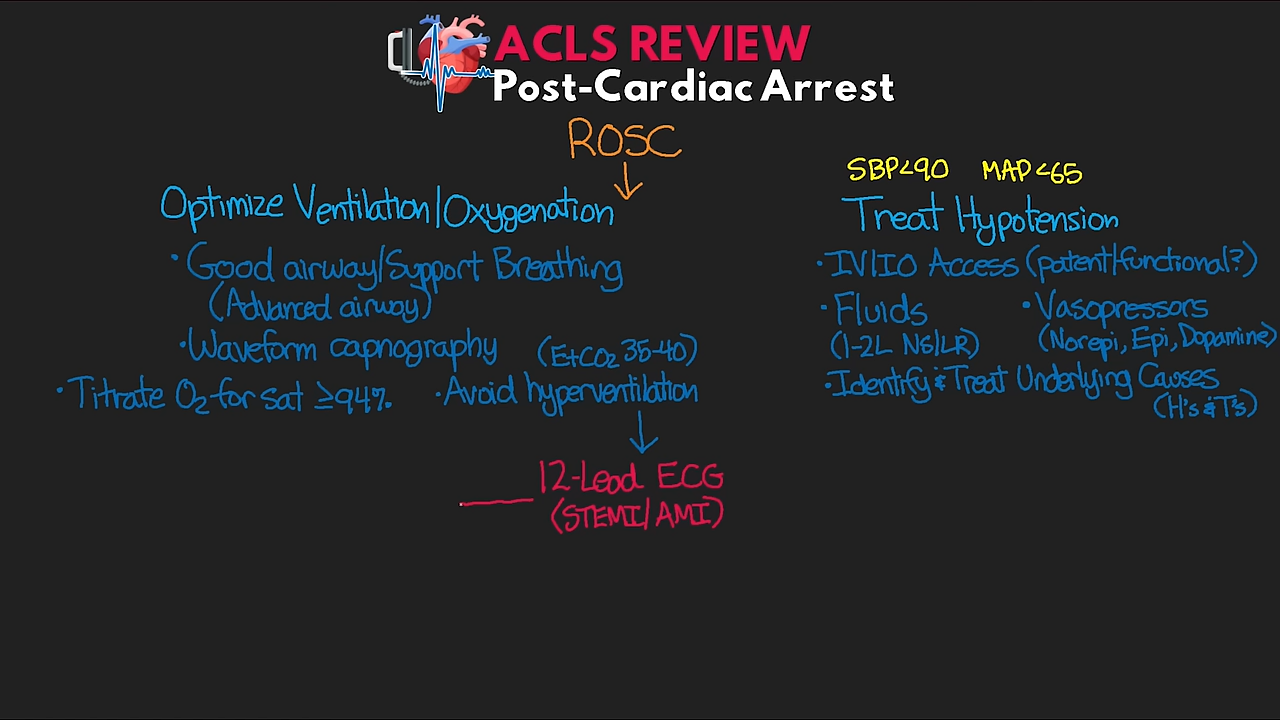 ACLS REVIEW
Post-Cardiac Arrest
ROSC
Optimize Ventilation/Oxygenation
• Good airway/Support Breathing
(Advanced airway)
• Waveform capnography (EtCO2 35-40)
• Titrate O2 for sat ≥94% • Avoid hyperventilation
12-Lead ECG
(STEMI/AMI)
SBP<90 MAP<65
Treat Hypotension
• IV/IO Access (patent/functional?)
• Fluids • Vasopressors
(1-2L NS/LR) (Norepi, Epi, Dopamine)
• Identify & Treat Underlying Causes
(H's & T's)